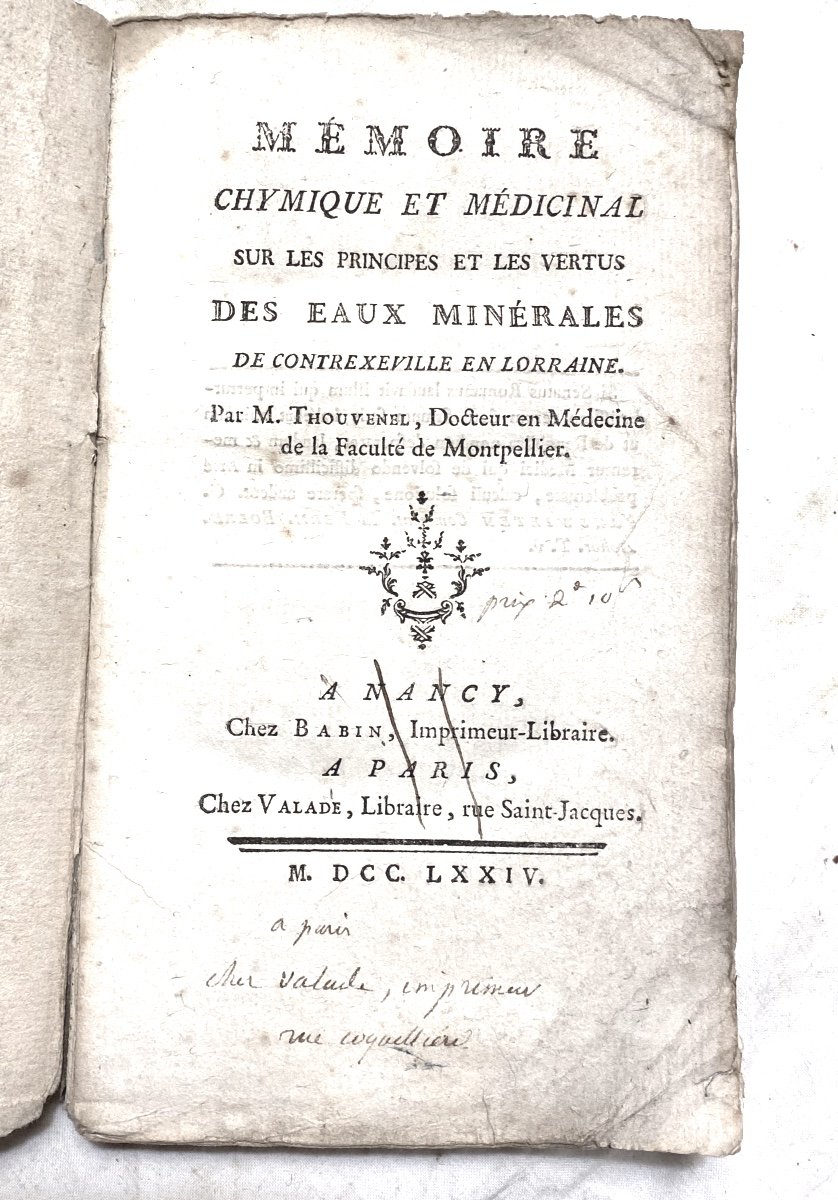 MÉMOIRE
CHYMIQUE ET MÉDICINAL
SUR LES PRINCIPES ET LES VERTUS
DES EAUX MINÉRALES
DE CONTREXEVILLE EN LORRAINE.
Par M. THOUVENEL, Docteur en Médecine
de la Faculté de Montpellier.
prix 2# 10
A NANCY,
Chez BABIN, Imprimeur-Libraire.
A PARIS,
Chez VALADE, Libraire, rue Saint-Jacques.
M. DCC. LXXIV.
a paris
chez valade, imprimeur
rue coquilliere